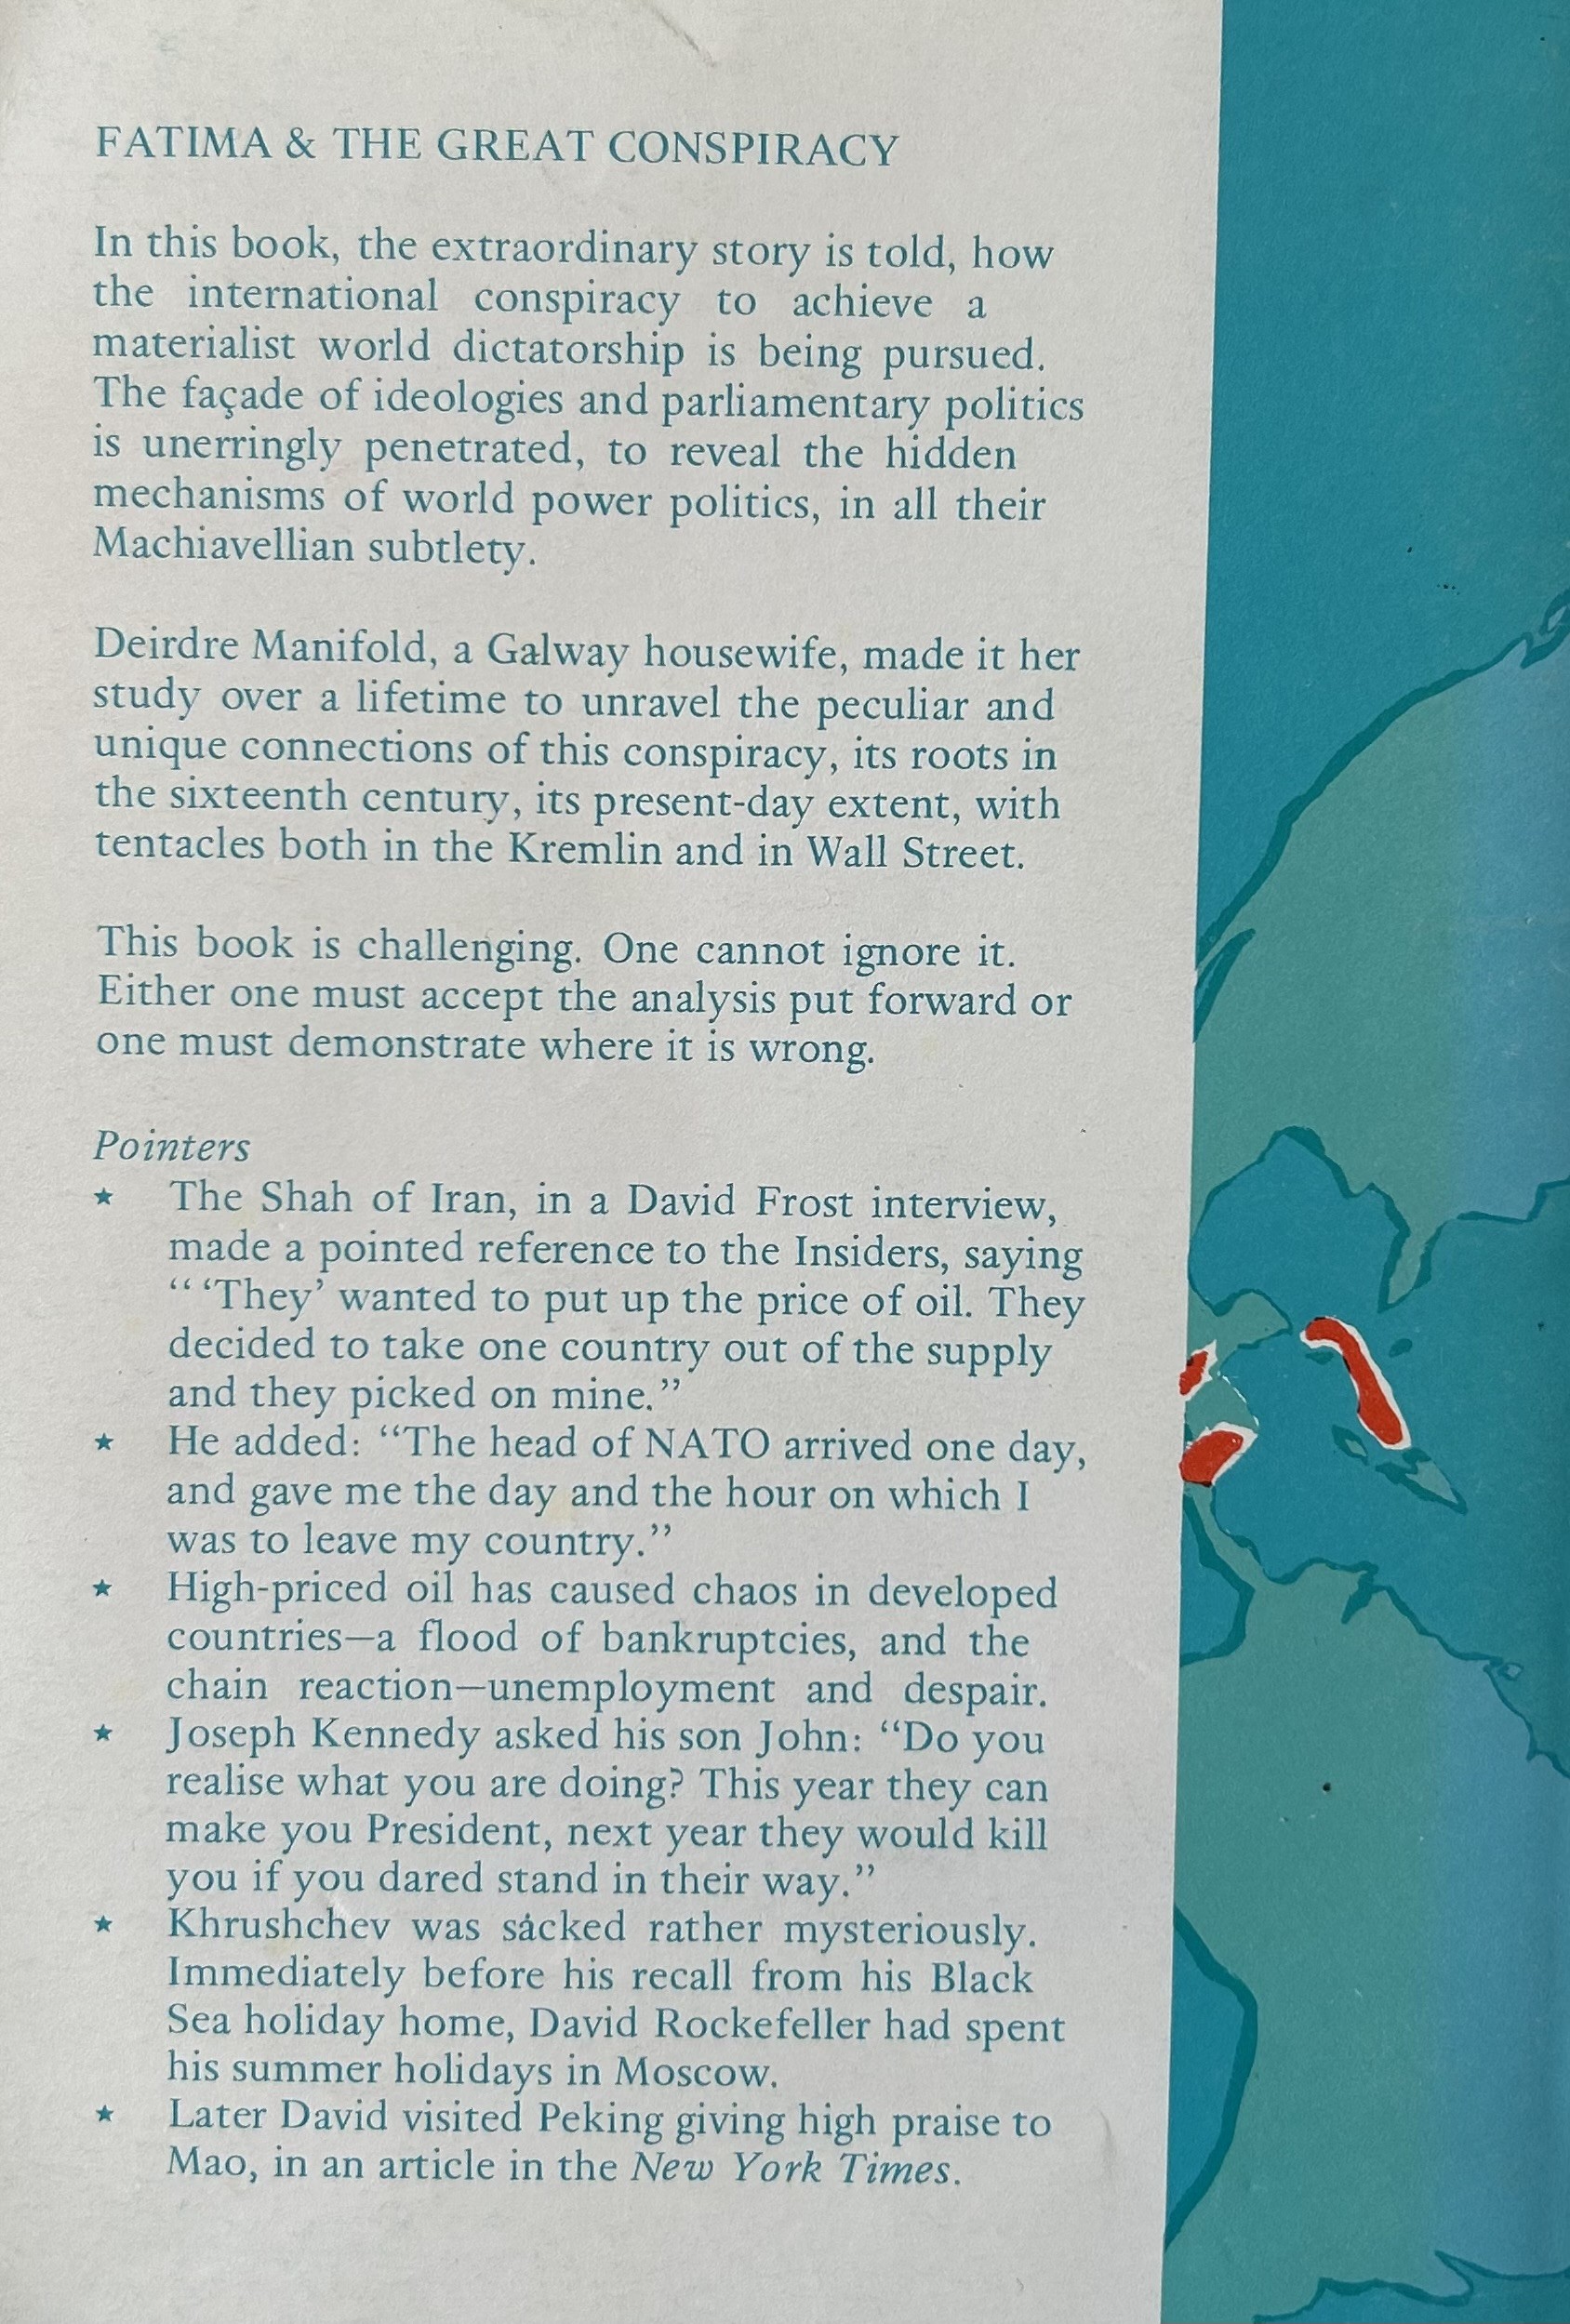 FATIMA & THE GREAT CONSPIRACY
In this book, the extraordinary story is told, how
the international conspiracy to achieve a
materialist world dictatorship is being pursued.
The façade of ideologies and parliamentary politics
is unerringly penetrated, to reveal the hidden
mechanisms of world power politics, in all their
Machiavellian subtlety.
Deirdre Manifold, a Galway housewife, made it her
study over a lifetime to unravel the peculiar and
unique connections of this conspiracy, its roots in
the sixteenth century, its present-day extent, with
tentacles both in the Kremlin and in Wall Street.
This book is challenging. One cannot ignore it.
Either one must accept the analysis put forward or
one must demonstrate where it is wrong.
Pointers
★ The Shah of Iran, in a David Frost interview,
made a pointed reference to the Insiders, saying
“ ‘They’ wanted to put up the price of oil. They
decided to take one country out of the supply
and they picked on mine.”
★ He added: “The head of NATO arrived one day,
and gave me the day and the hour on which I
was to leave my country.”
★ High-priced oil has caused chaos in developed
countries—a flood of bankruptcies, and the
chain reaction—unemployment and despair.
★ Joseph Kennedy asked his son John: “Do you
realise what you are doing? This year they can
make you President, next year they would kill
you if you dared stand in their way.”
★ Khrushchev was sacked rather mysteriously.
Immediately before his recall from his Black
Sea holiday home, David Rockefeller had spent
his summer holidays in Moscow.
★ Later David visited Peking giving high praise to
Mao, in an article in the New York Times.